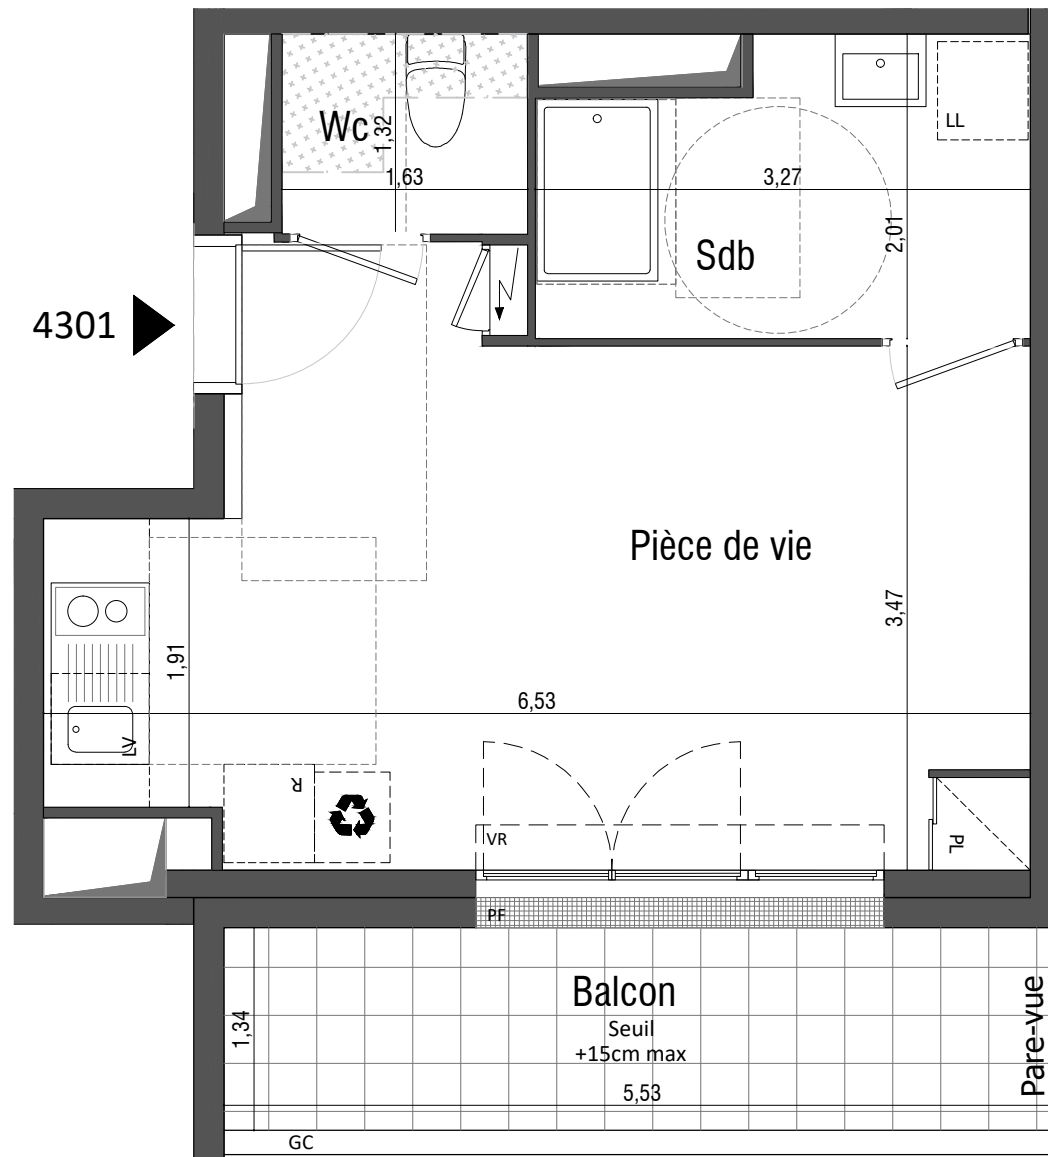 Wc
1,32
1,63
3,27
LL
2,01
Sdb
4301
Pièce de vie
3,47
1,91
6,53
LV
R
VR
PL
PF
Balcon
Seuil
+15cm max
1,34
5,53
Pare-vue
GC